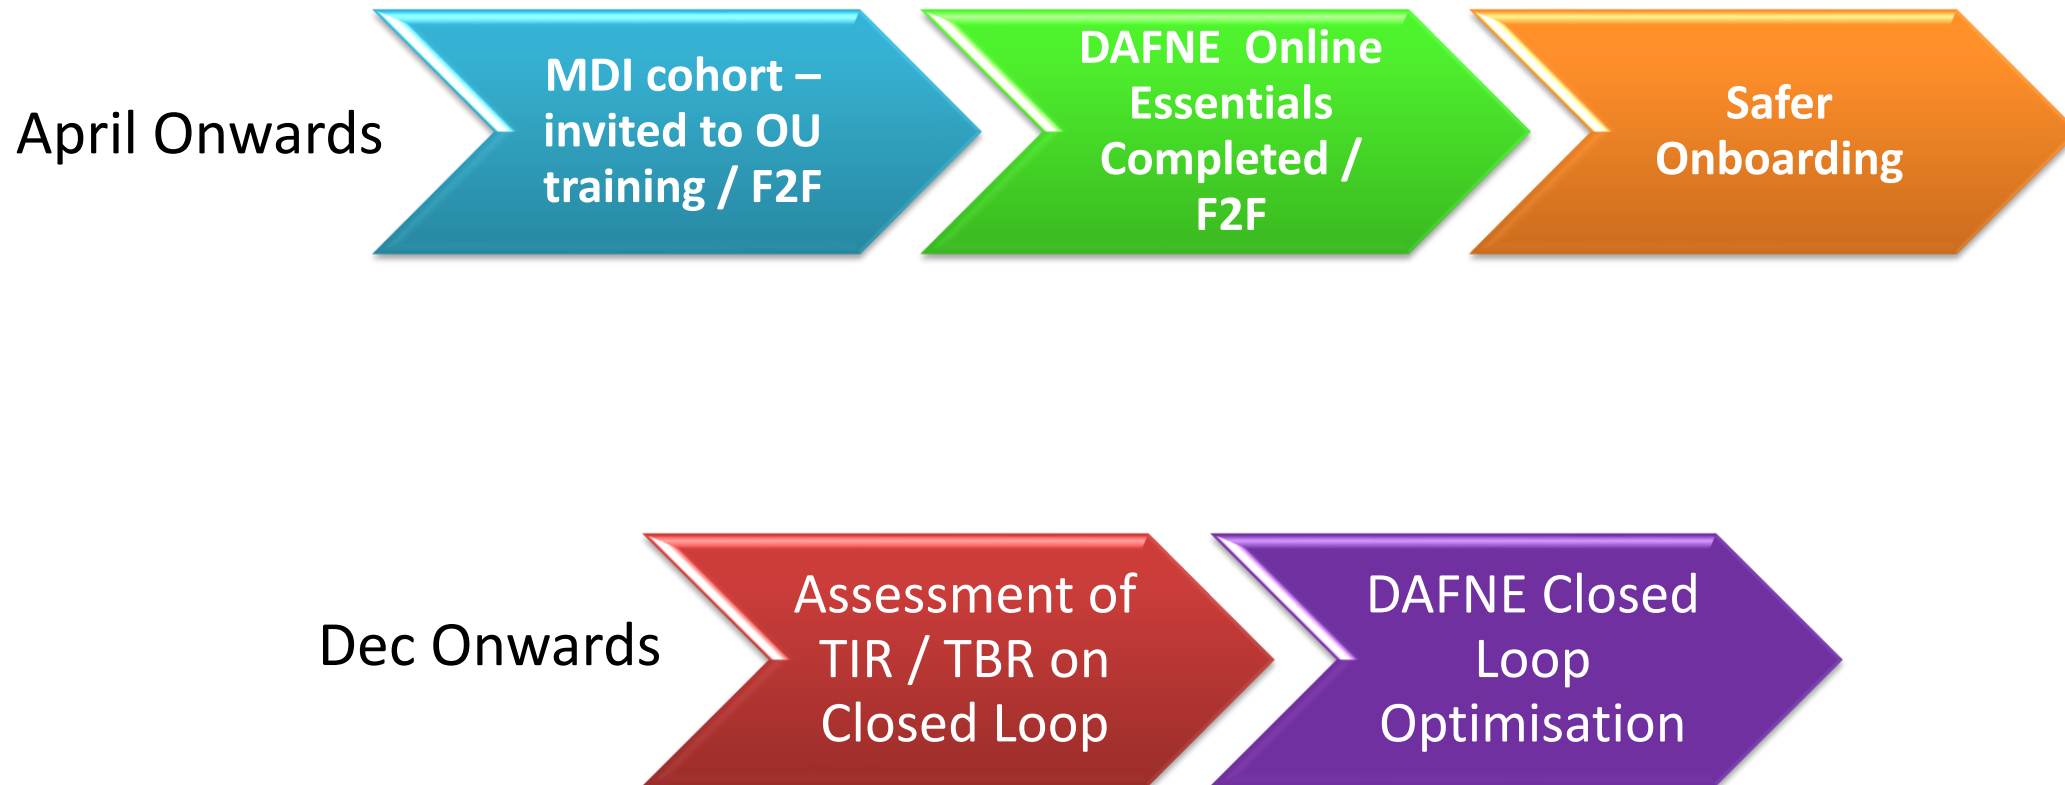 April Onwards
MDI cohort –
invited to OU
training / F2F
DAFNE  Online
Essentials
Completed /
F2F
Safer
Onboarding
Dec Onwards
Assessment of
TIR / TBR on
Closed Loop
DAFNE Closed
Loop
Optimisation